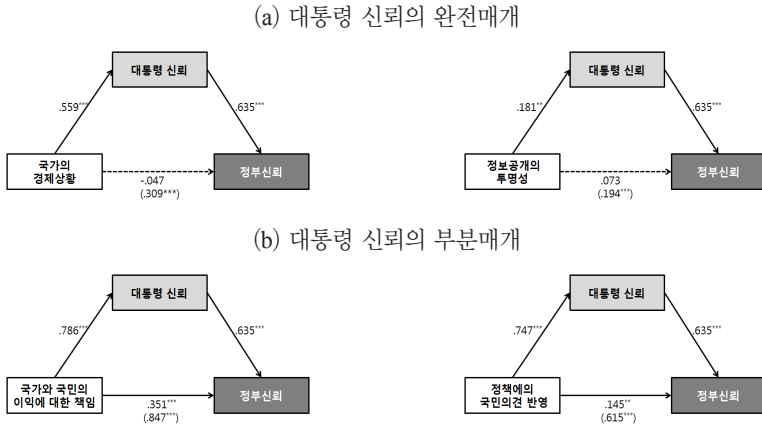 (a) 대통령 신뢰의 완전매개
대통령 신뢰
.559***
.635***
국가의
경제상황
-.047
(.309***)
정부신뢰
대통령 신뢰
.181**
.635***
정보공개의
투명성
.073
(.194***)
정부신뢰
(b) 대통령 신뢰의 부분매개
대통령 신뢰
.786***
.635***
국가와 국민의
이익에 대한 책임
.351***
(.847***)
정부신뢰
대통령 신뢰
.747***
.635***
정책에의
국민의견 반영
.145**
(.615***)
정부신뢰